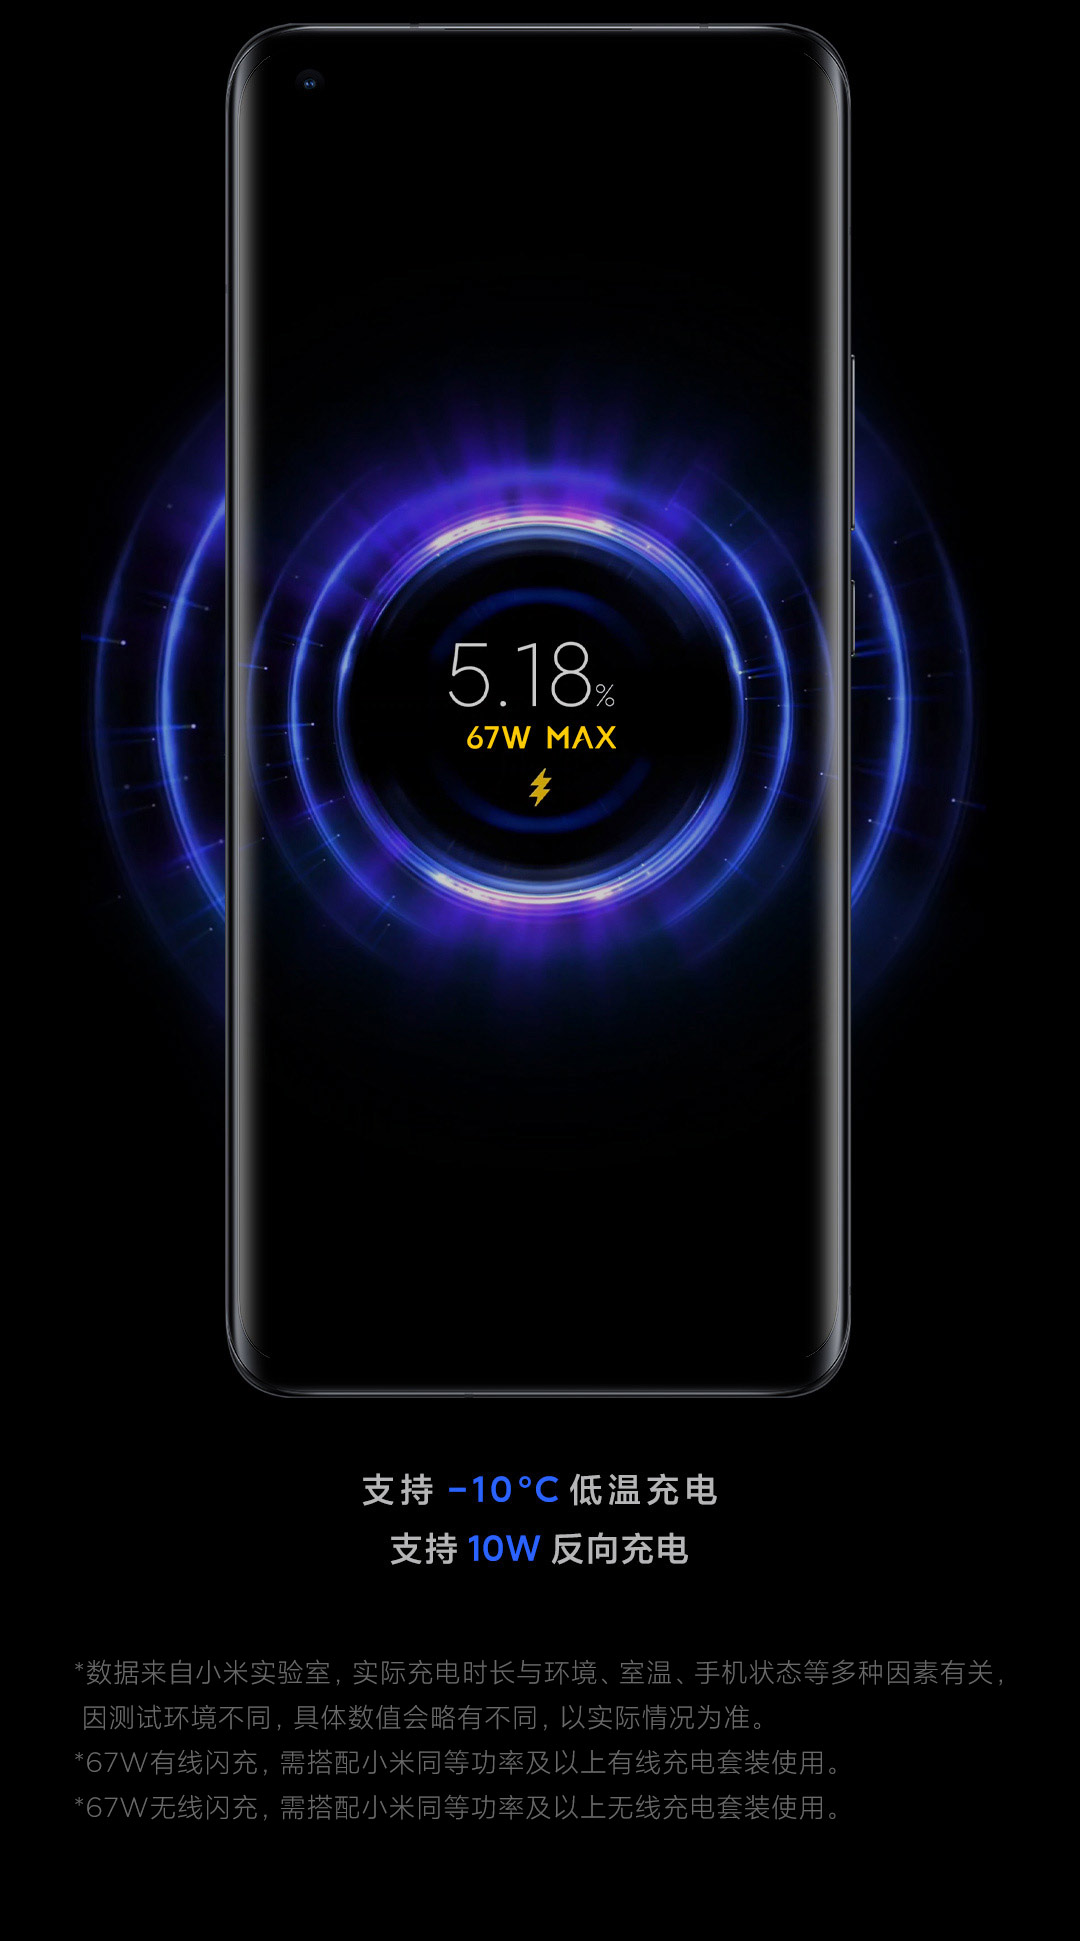 5.18%
67W MAX
支持 -10°C 低温充电
支持 10W 反向充电
*数据来自小米实验室，实际充电时长与环境、室温、手机状态等多种因素有关，
因测试环境不同，具体数值会略有不同，以实际情况为准。
*67W有线闪充，需搭配小米同等功率及以上有线充电套装使用。
*67W无线闪充，需搭配小米同等功率及以上无线充电套装使用。